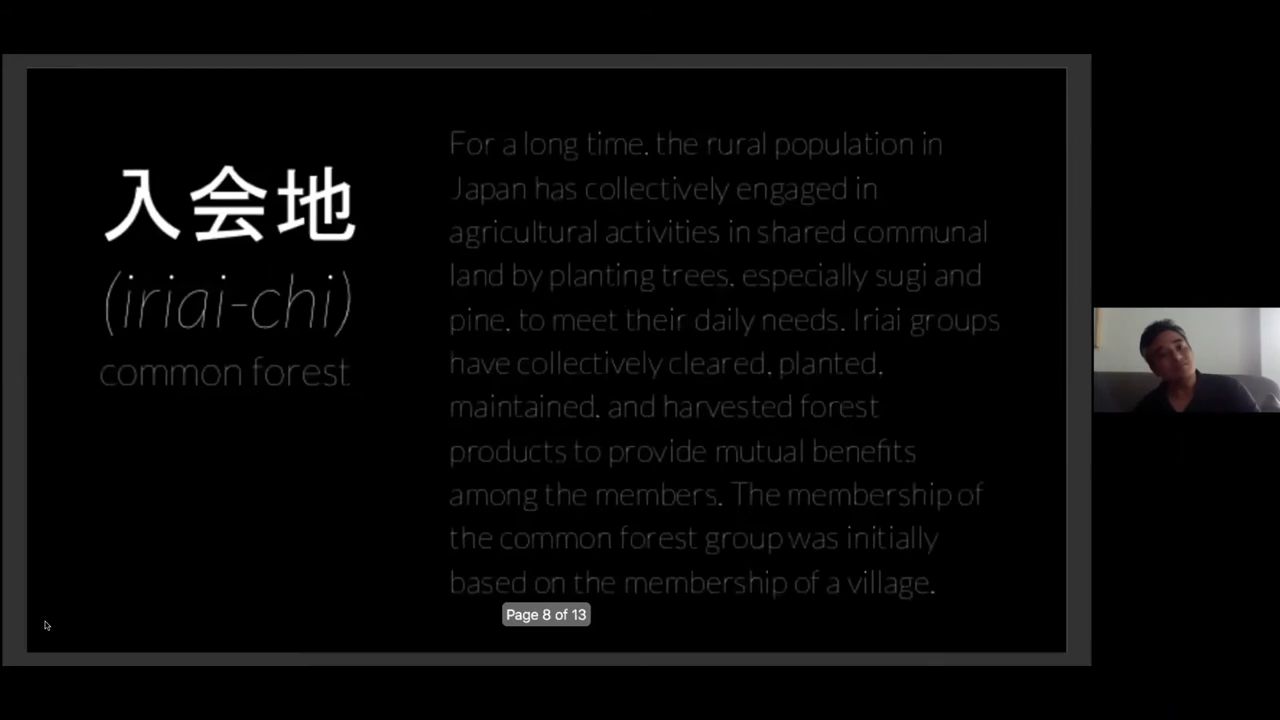 入会地
(iriai-chi)
common forest
For a long time, the rural population in
Japan has collectively engaged in
agricultural activities in shared communal
land by planting trees, especially sugi and
pine, to meet their daily needs. Iriai groups
have collectively cleared, planted,
maintained, and harvested forest
products to provide mutual benefits
among the members. The membership of
the common forest group was initially
based on the membership of a village.
Page 8 of 13